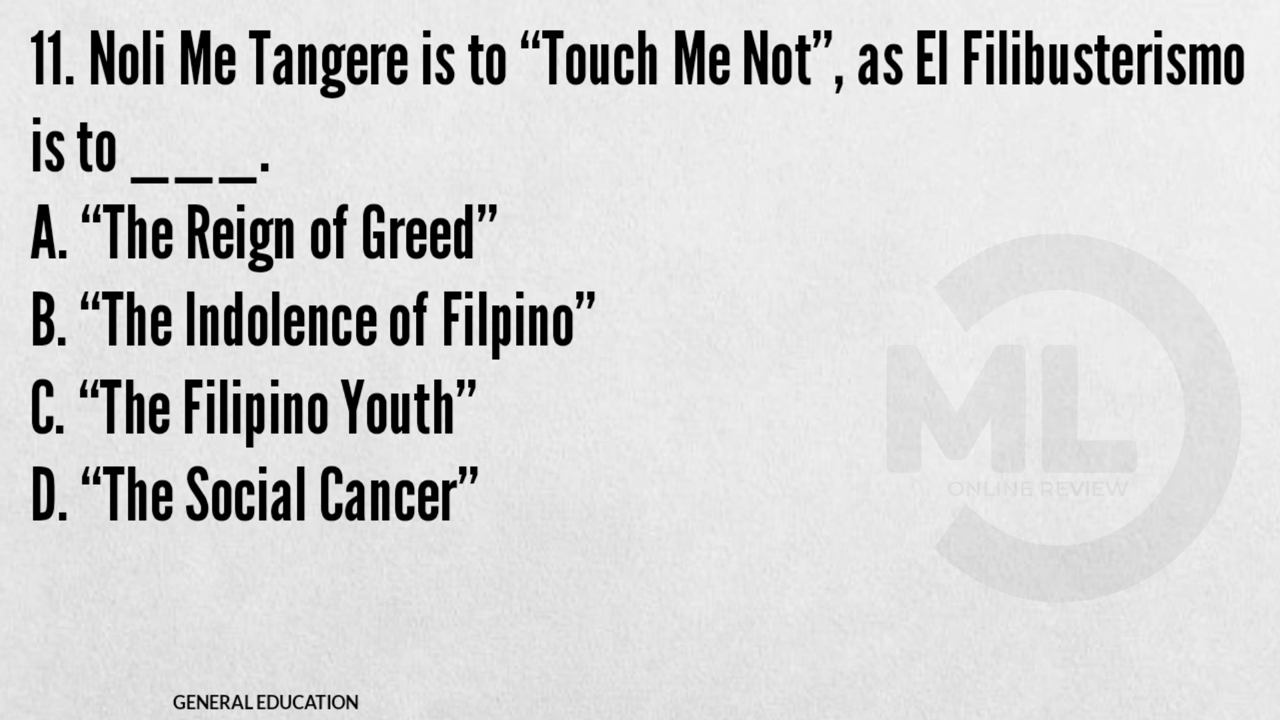 11. Noli Me Tangere is to “Touch Me Not”, as El Filibusterismo
is to _ _ _.
A. “The Reign of Greed”
B. “The Indolence of Filpino”
C. “The Filipino Youth”
D. “The Social Cancer”
ML
ONLINE REVIEW
GENERAL EDUCATION